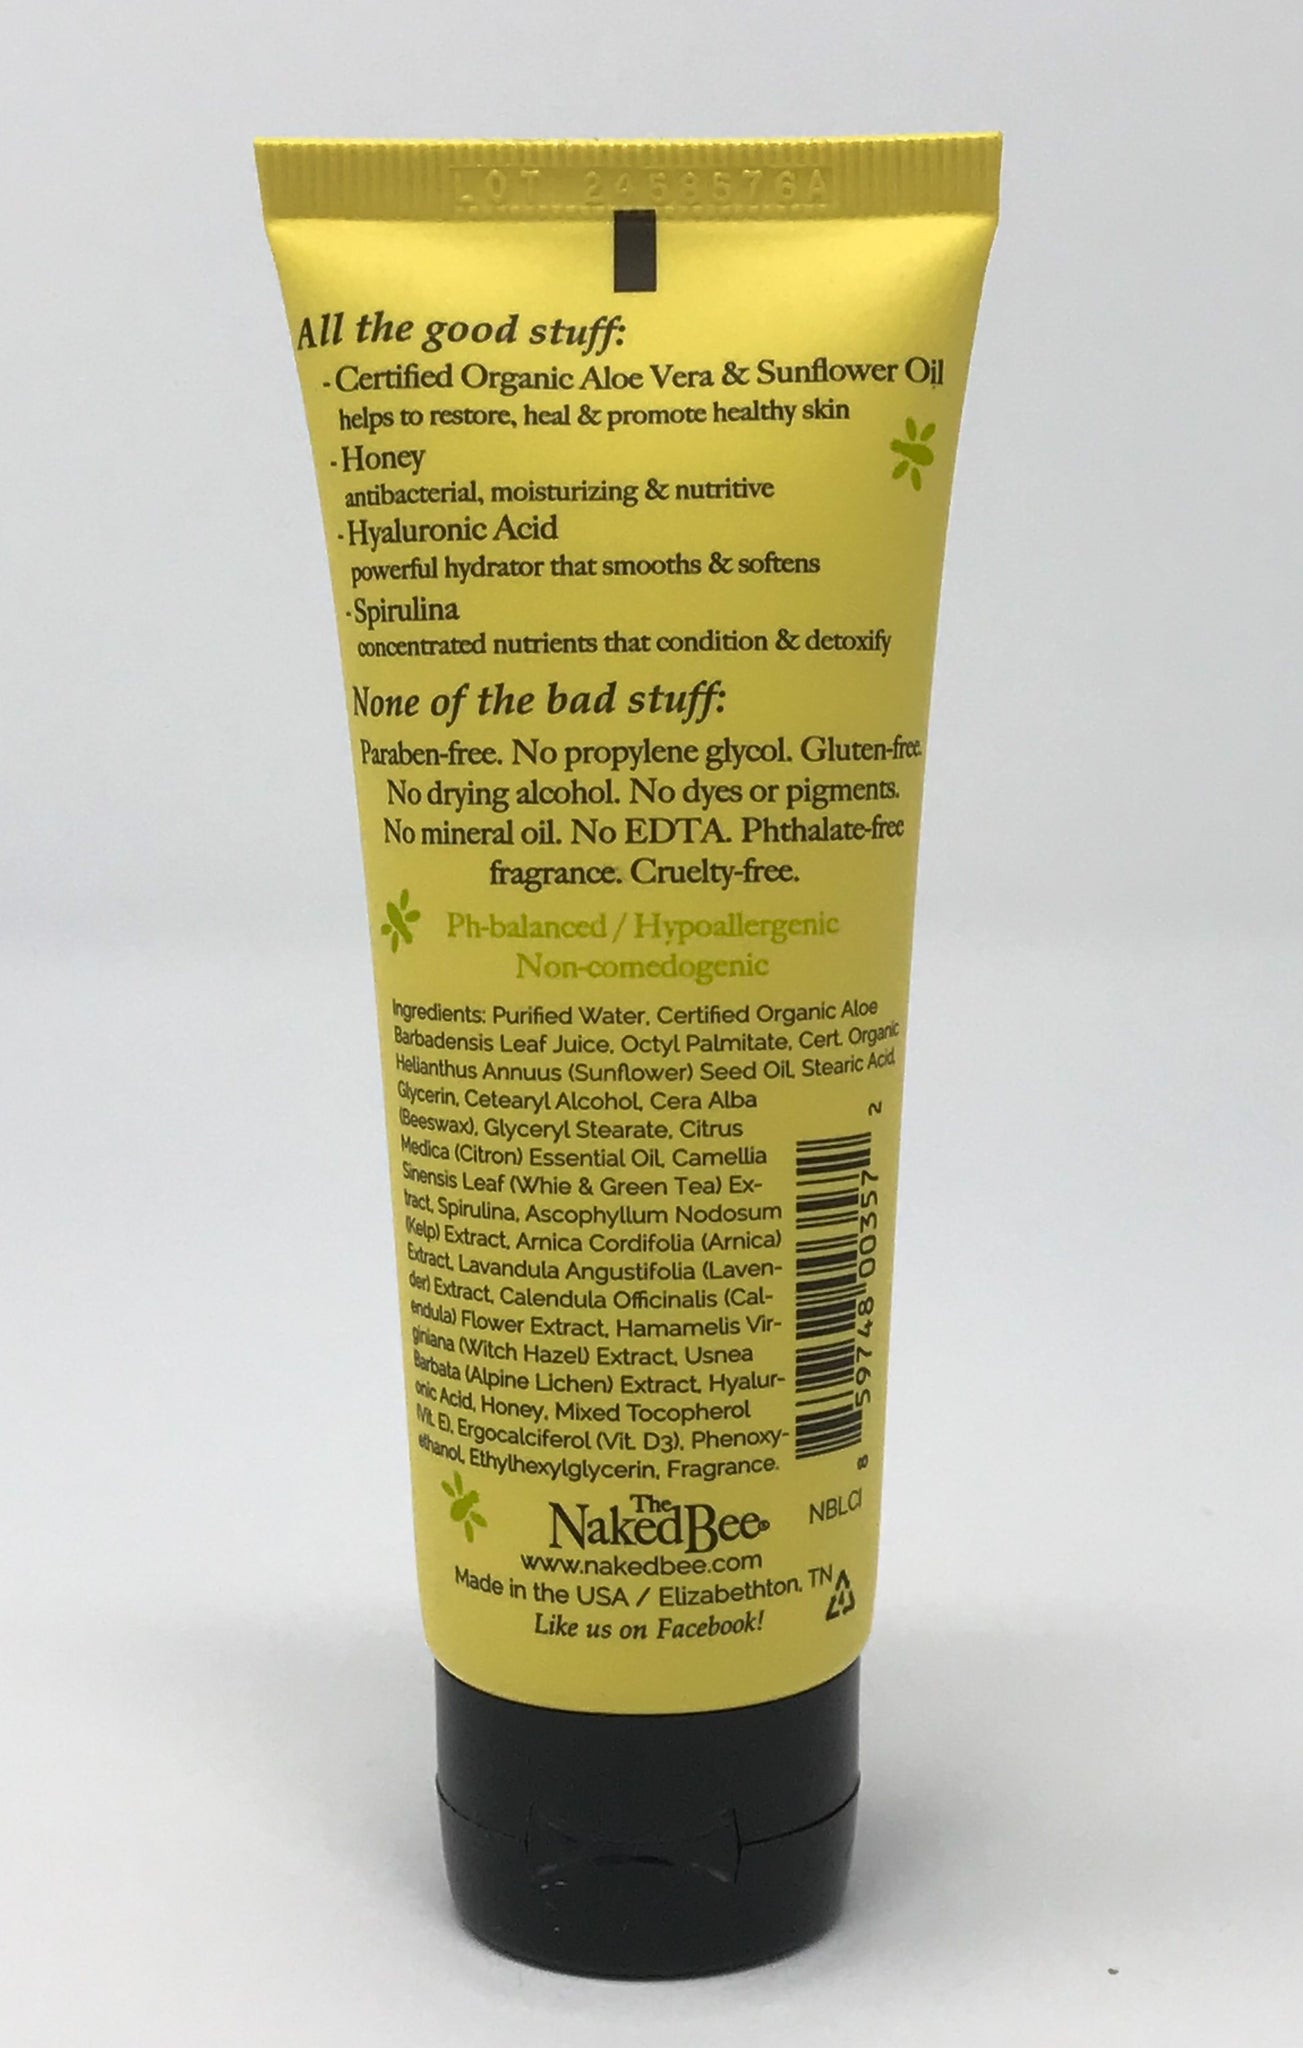 LOT 2458676A
All the good stuff:
- Certified Organic Aloe Vera & Sunflower Oil
helps to restore, heal & promote healthy skin
- Honey
antibacterial, moisturizing & nutritive
- Hyaluronic Acid
powerful hydrator that smooths & softens
- Spirulina
concentrated nutrients that condition & detoxify
None of the bad stuff:
Paraben-free. No propylene glycol. Gluten-free.
No drying alcohol. No dyes or pigments.
No mineral oil. No EDTA. Phthalate-free
fragrance. Cruelty-free.
Ph-balanced / Hypoallergenic
Non-comedogenic
Ingredients: Purified Water, Certified Organic Aloe
Barbadensis Leaf Juice, Octyl Palmitate, Cert. Organic
Helianthus Annuus (Sunflower) Seed Oil, Stearic Acid,
Glycerin, Cetearyl Alcohol, Cera Alba
(Beeswax), Glyceryl Stearate, Citrus
Medica (Citron) Essential Oil, Camellia
Sinensis Leaf (Whie & Green Tea) Ex-
tract, Spirulina, Ascophyllum Nodosum
(Kelp) Extract, Arnica Cordifolia (Arnica)
Extract, Lavandula Angustifolia (Laven-
der) Extract, Calendula Officinalis (Cal-
endula) Flower Extract, Hamamelis Vir-
giniana (Witch Hazel) Extract, Usnea
Barbata (Alpine Lichen) Extract, Hyalur-
onic Acid, Honey, Mixed Tocopherol
(Vit. E), Ergocalciferol (Vit. D3), Phenoxy-
ethanol, Ethylhexylglycerin, Fragrance.
8 59748 00357 2
NBLCI
The
Naked Bee®
www.nakedbee.com
Made in the USA / Elizabethton, TN
Like us on Facebook!